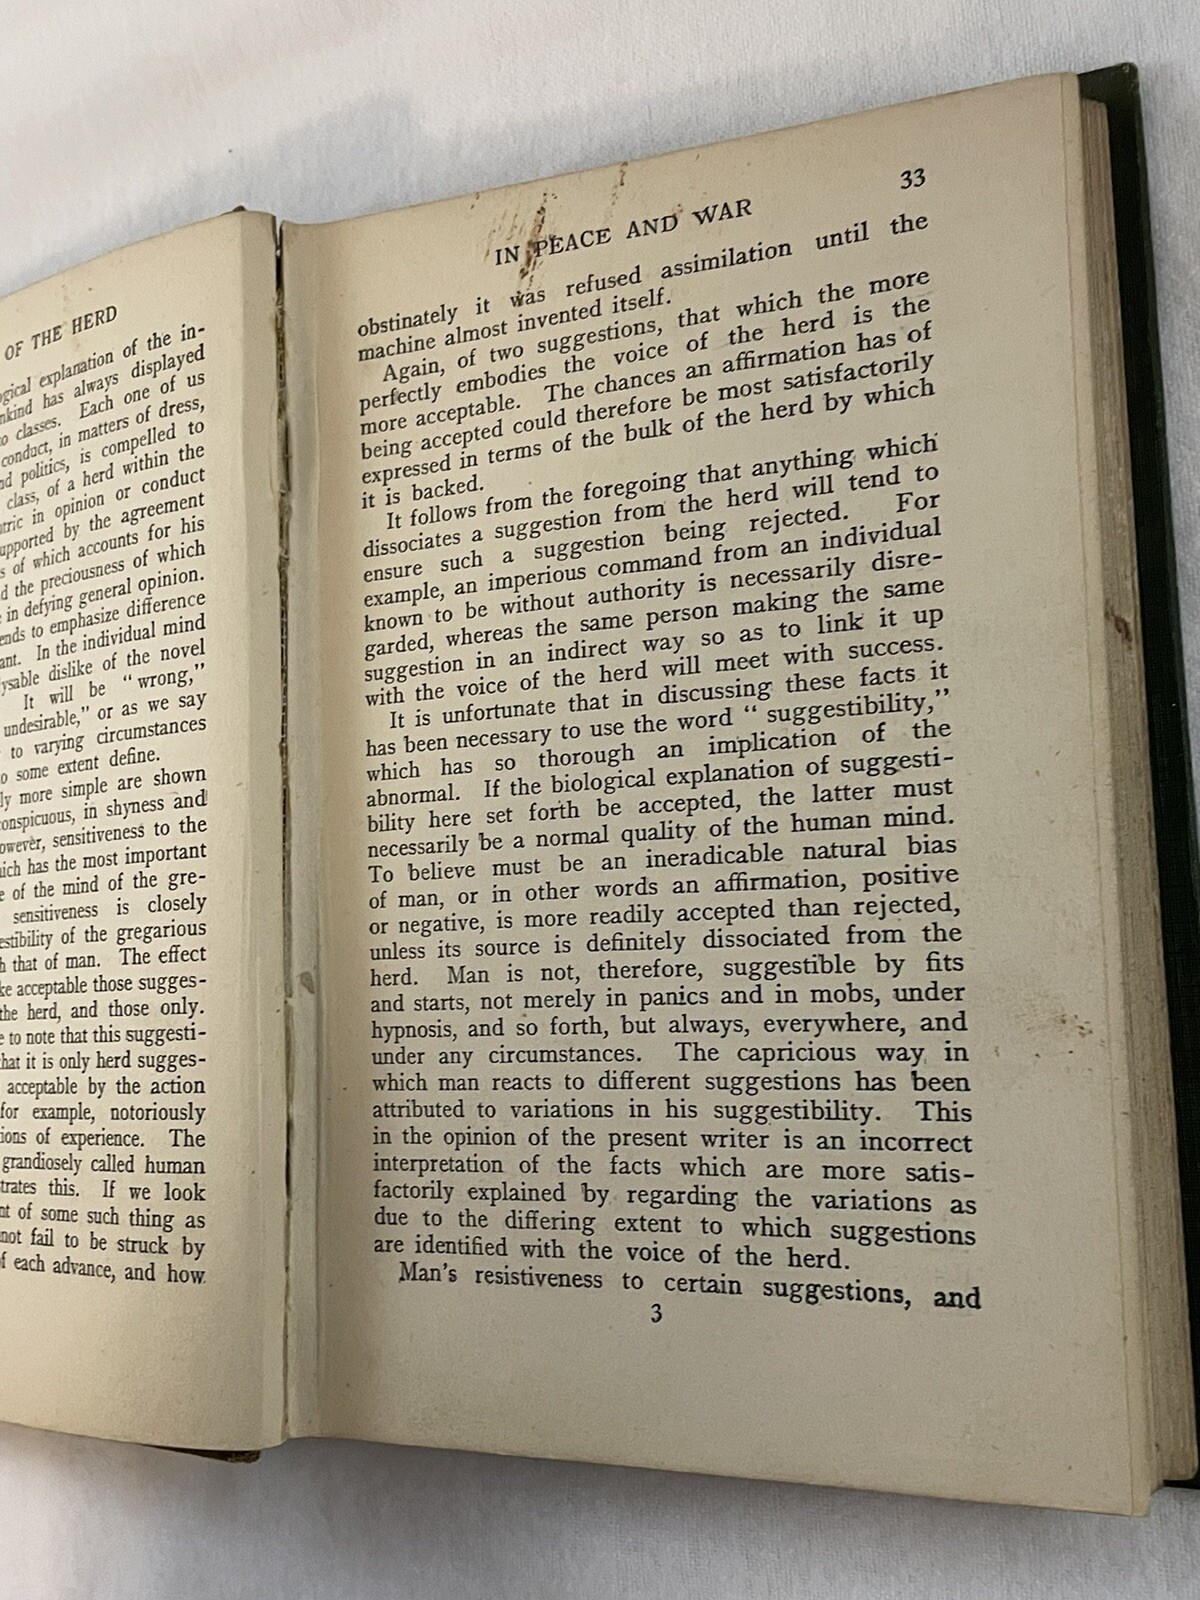 OF THE HERD
explanation of the in-
has always displayed
classes. Each one of us
conduct, in matters of dress,
politics, is compelled to
class, of a herd within the
in opinion or conduct
by the agreement
of which accounts for his
the preciousness of which
in defying general opinion.
to emphasize difference
In the individual mind
dislike of the novel
It will be "wrong,"
undesirable," or as we say
to varying circumstances
some extent define.
more simple are shown
in shyness and
sensitiveness to the
has the most important
of the mind of the gre-
sensitiveness is closely
of the gregarious
that of man. The effect
acceptable those sugges-
the herd, and those only.
to note that this suggesti-
it is only herd sugges-
acceptable by the action
for example, notoriously
of experience. The
grandiosely called human
this. If we look
of some such thing as
not fail to be struck by
each advance, and how
33
IN PEACE AND WAR
obstinately it was refused assimilation until the
machine almost invented itself.
Again, of two suggestions, that which the more
perfectly embodies the voice of the herd is the
more acceptable. The chances an affirmation has of
being accepted could therefore be most satisfactorily
expressed in terms of the bulk of the herd by which
it is backed.
It follows from the foregoing that anything which
dissociates a suggestion from the herd will tend to
ensure such a suggestion being rejected. For
example, an imperious command from an individual
known to be without authority is necessarily disre-
garded, whereas the same person making the same
suggestion in an indirect way so as to link it up
with the voice of the herd will meet with success.
It is unfortunate that in discussing these facts it
has been necessary to use the word " suggestibility,"
which has so thorough an implication of the
abnormal. If the biological explanation of suggesti-
bility here set forth be accepted, the latter must
necessarily be a normal quality of the human mind.
To believe must be an ineradicable natural bias
of man, or in other words an affirmation, positive
or negative, is more readily accepted than rejected,
unless its source is definitely dissociated from the
herd. Man is not, therefore, suggestible by fits
and starts, not merely in panics and in mobs, under
hypnosis, and so forth, but always, everywhere, and
under any circumstances. The capricious way in
which man reacts to different suggestions has been
attributed to variations in his suggestibility. This
in the opinion of the present writer is an incorrect
interpretation of the facts which are more satis-
factorily explained by regarding the variations as
due to the differing extent to which suggestions
are identified with the voice of the herd.
Man's resistiveness to certain suggestions, and
3